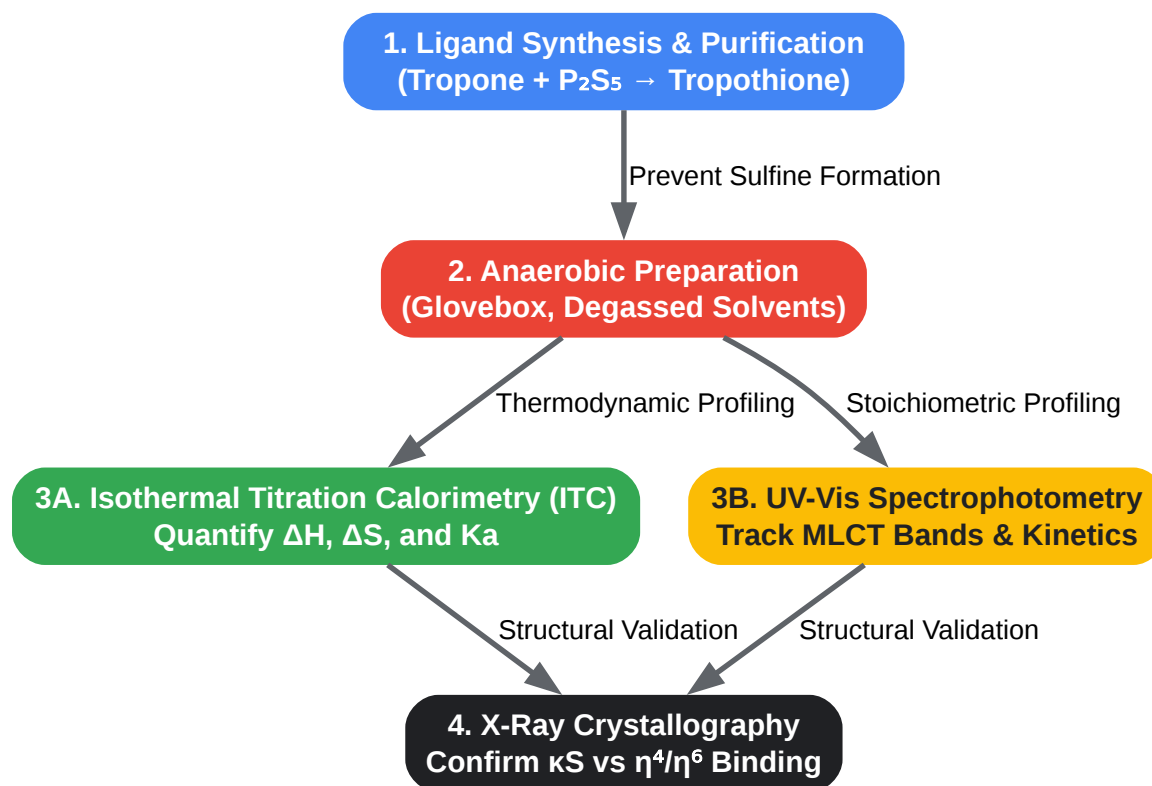 1. Ligand Synthesis & Purification
(Tropone + P₂S₅ → Tropothione)
Prevent Sulfine Formation
2. Anaerobic Preparation
(Glovebox, Degassed Solvents)
Thermodynamic Profiling
Stoichiometric Profiling
3A. Isothermal Titration Calorimetry (ITC)
Quantify ΔH, ΔS, and Ka
3B. UV-Vis Spectrophotometry
Track MLCT Bands & Kinetics
Structural Validation
Structural Validation
4. X-Ray Crystallography
Confirm κS vs η⁴/η⁶ Binding